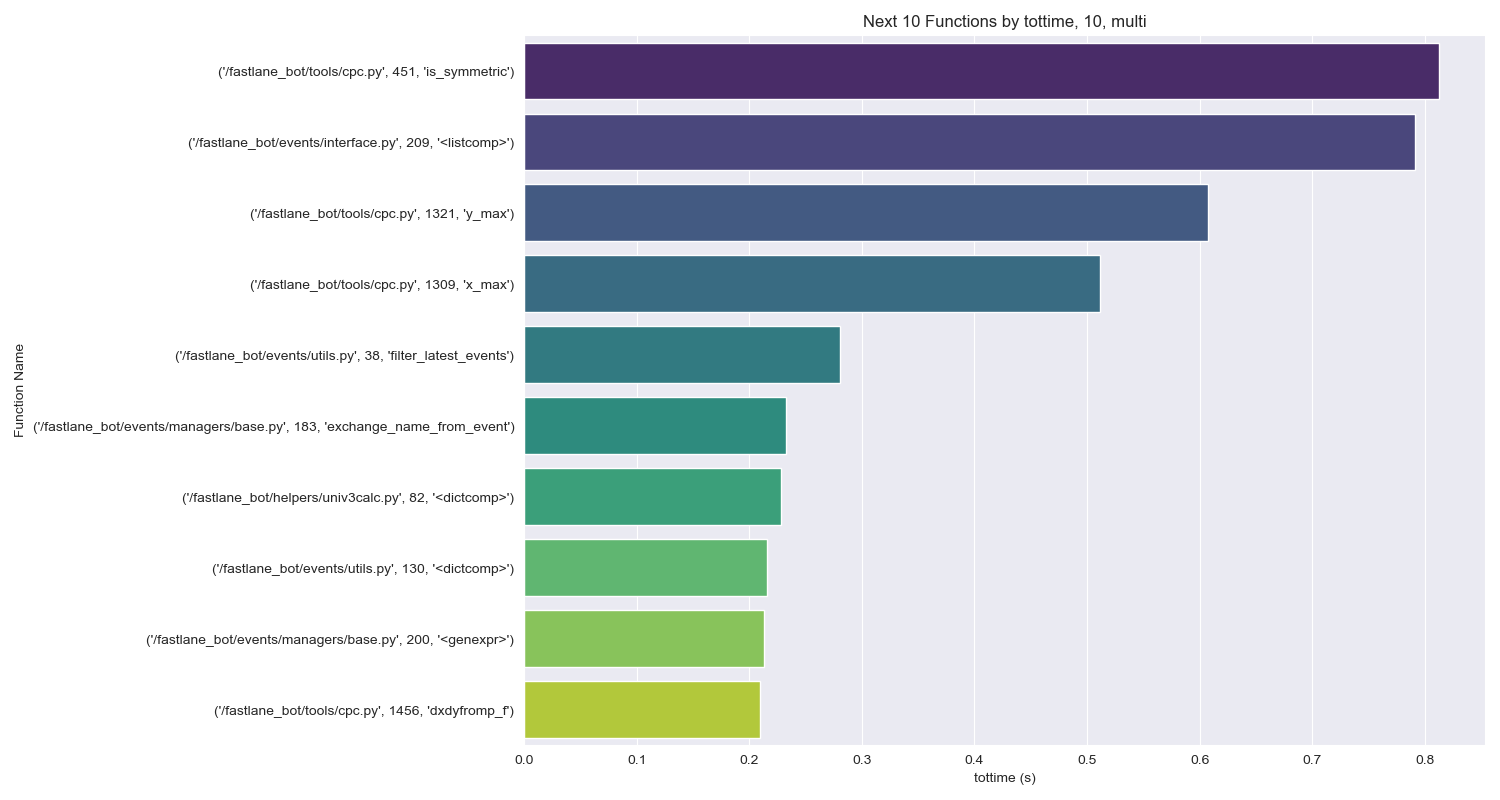 Next 10 Functions by tottime, 10, multi
('/fastlane_bot/tools/cpc.py', 451, 'is_symmetric')
('/fastlane_bot/events/interface.py', 209, '<listcomp>')
('/fastlane_bot/tools/cpc.py', 1321, 'y_max')
('/fastlane_bot/tools/cpc.py', 1309, 'x_max')
('/fastlane_bot/events/utils.py', 38, 'filter_latest_events')
('/fastlane_bot/events/managers/base.py', 183, 'exchange_name_from_event')
('/fastlane_bot/helpers/univ3calc.py', 82, '<dictcomp>')
('/fastlane_bot/events/utils.py', 130, '<dictcomp>')
('/fastlane_bot/events/managers/base.py', 200, '<genexpr>')
('/fastlane_bot/tools/cpc.py', 1456, 'dxdyfromp_f')
Function Name
0.0 0.1 0.2 0.3 0.4 0.5 0.6 0.7 0.8
tottime (s)